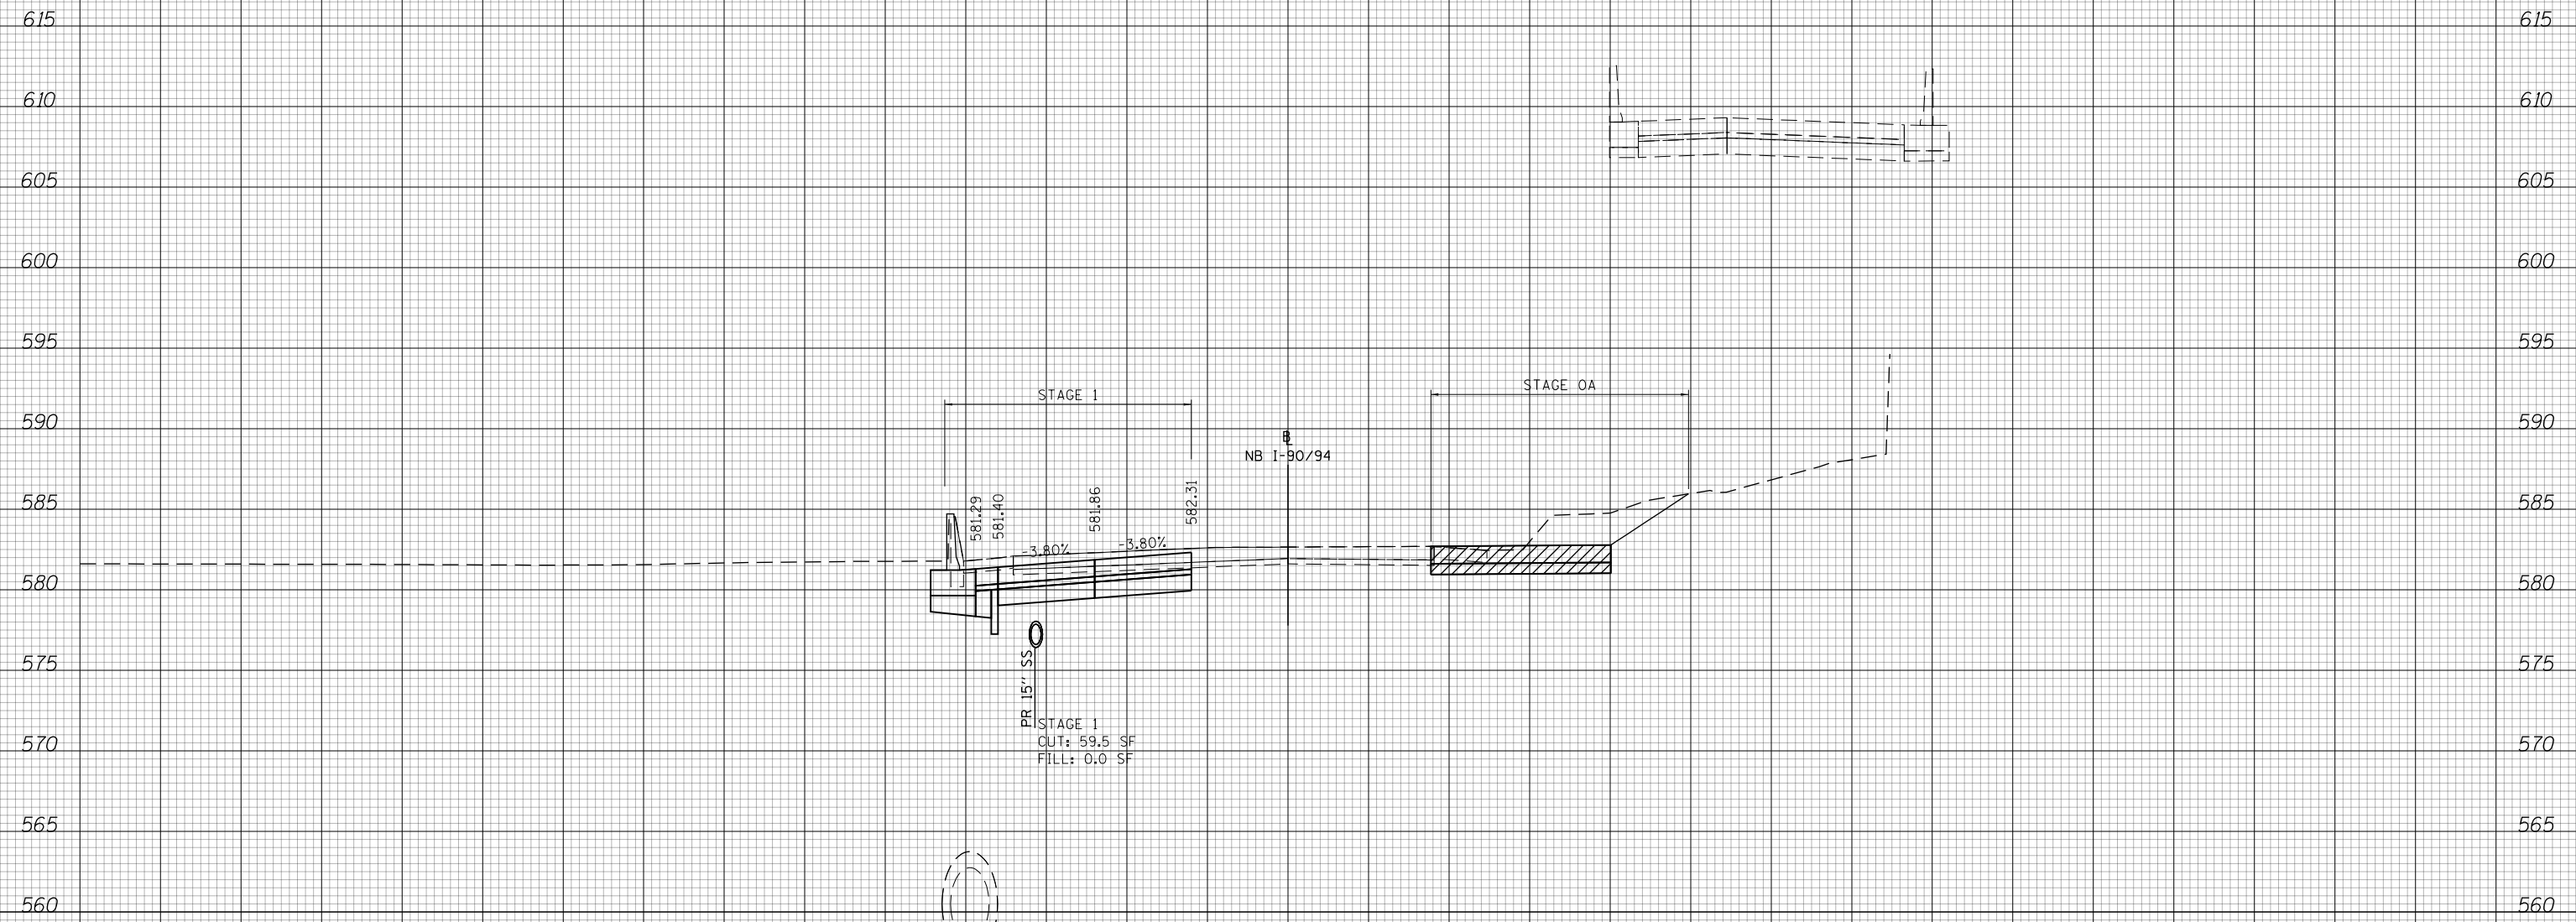 615 615
610 610
605 605
600 600
595 595
STAGE 1
STAGE 0A
590 590
BL
NB I-90/94
585 585
581.29
581.40
581.86
582.31
-3.80% -3.80%
580 580
575 575
PR 15" SS
STAGE 1
CUT: 59.5 SF
FILL: 0.0 SF
570 570
565 565
560 560